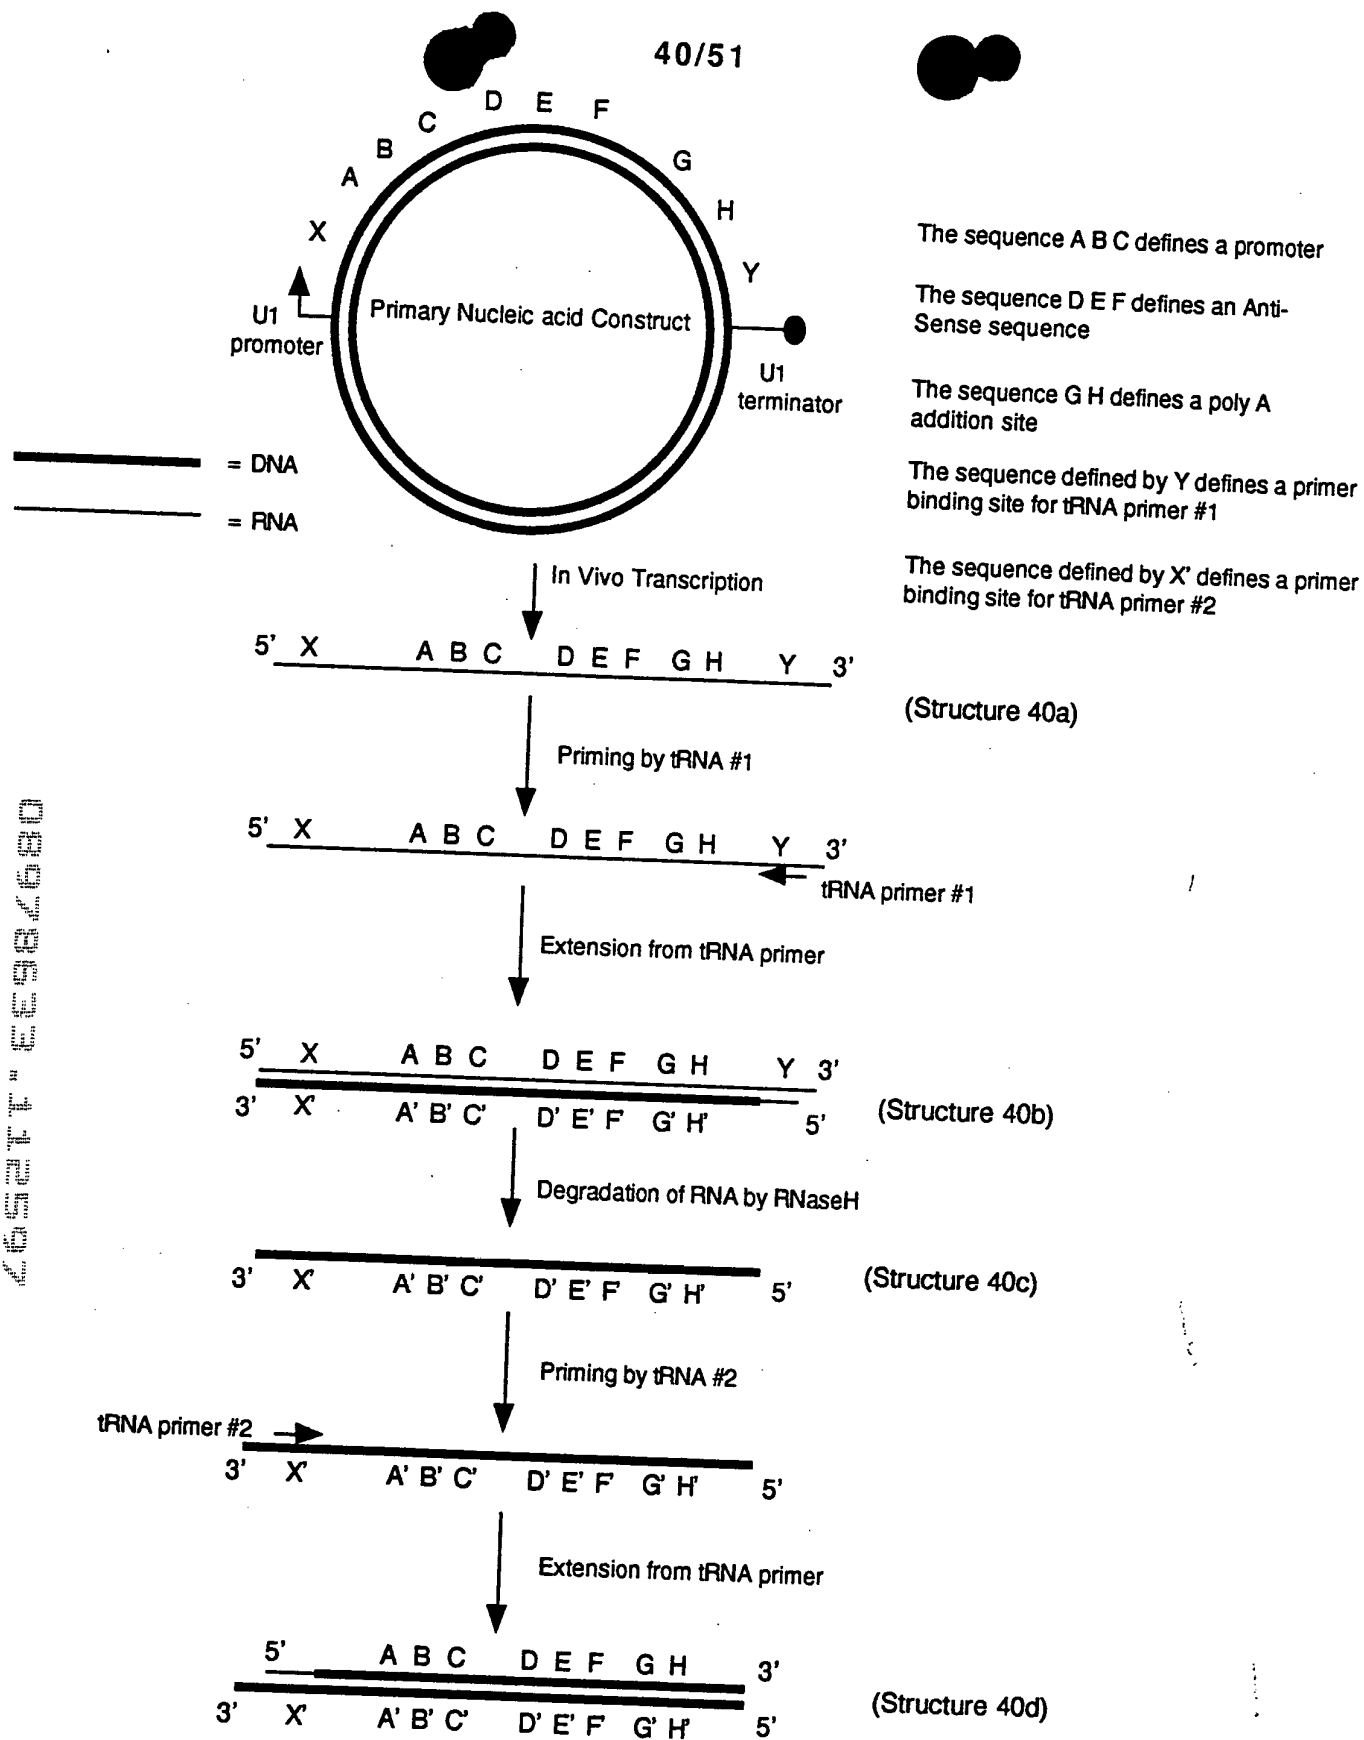 40/51
A B C D E F G H
X Y
Primary Nucleic acid Construct
U1
promoter
U1
terminator
The sequence A B C defines a promoter
The sequence D E F defines an Anti-
Sense sequence
The sequence G H defines a poly A
addition site
The sequence defined by Y defines a primer
binding site for tRNA primer #1
The sequence defined by X' defines a primer
binding site for tRNA primer #2
= DNA
= RNA
In Vivo Transcription
5' X A B C D E F G H Y 3'
(Structure 40a)
Priming by tRNA #1
5' X A B C D E F G H Y 3'
tRNA primer #1
Extension from tRNA primer
5' X A B C D E F G H Y 3'
3' X' A' B' C' D' E' F' G' H' 5'
(Structure 40b)
Degradation of RNA by RNaseH
3' X' A' B' C' D' E' F' G' H' 5'
(Structure 40c)
Priming by tRNA #2
tRNA primer #2
3' X' A' B' C' D' E' F' G' H' 5'
Extension from tRNA primer
5' A B C D E F G H 3'
3' X' A' B' C' D' E' F' G' H' 5'
(Structure 40d)
08978633.112597